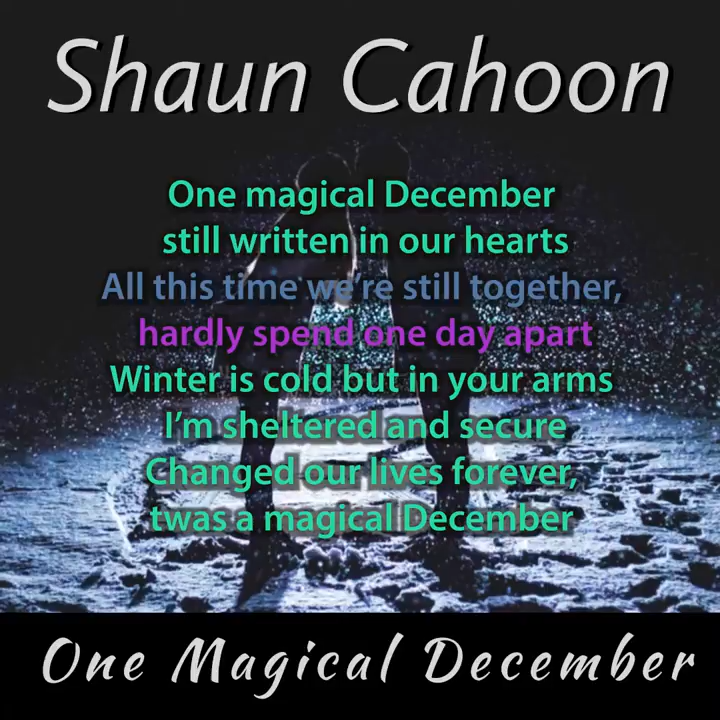 Shaun Cahoon
One magical December
still written in our hearts
All this time we're still together,
hardly spend one day apart
Winter is cold but in your arms
I'm sheltered and secure
Changed our lives forever,
twas a magical December
One Magical December